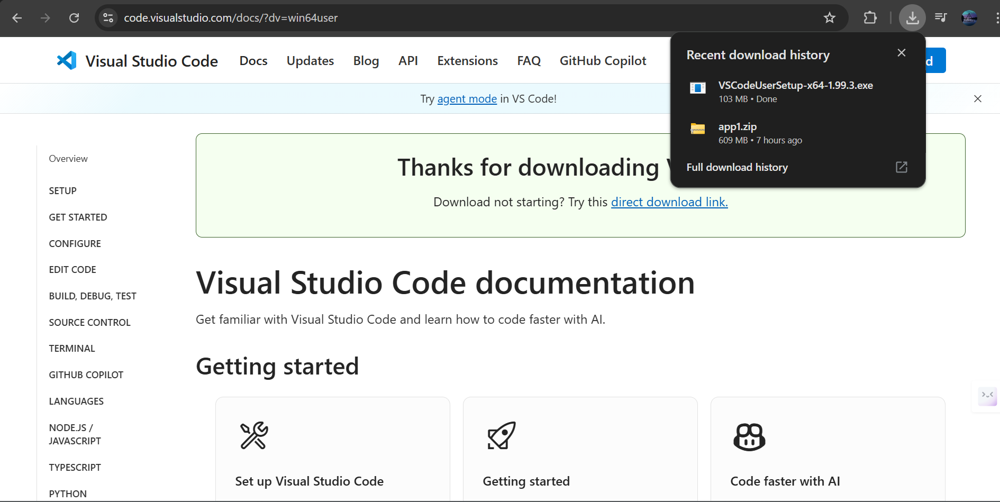 code.visualstudio.com/docs/?dv=win64user
Visual Studio Code
Docs
Updates
Blog
API
Extensions
FAQ
GitHub Copilot
d
Recent download history
VSCodeUserSetup-x64-1.99.3.exe
103 MB • Done
app1.zip
609 MB • 7 hours ago
Full download history
Try agent mode in VS Code!
Overview
SETUP
GET STARTED
CONFIGURE
EDIT CODE
BUILD, DEBUG, TEST
SOURCE CONTROL
TERMINAL
GITHUB COPILOT
LANGUAGES
NODE.JS /
JAVASCRIPT
TYPESCRIPT
PYTHON
Thanks for downloading
Download not starting? Try this direct download link.
Visual Studio Code documentation
Get familiar with Visual Studio Code and learn how to code faster with AI.
Getting started
Set up Visual Studio Code
Getting started
Code faster with AI